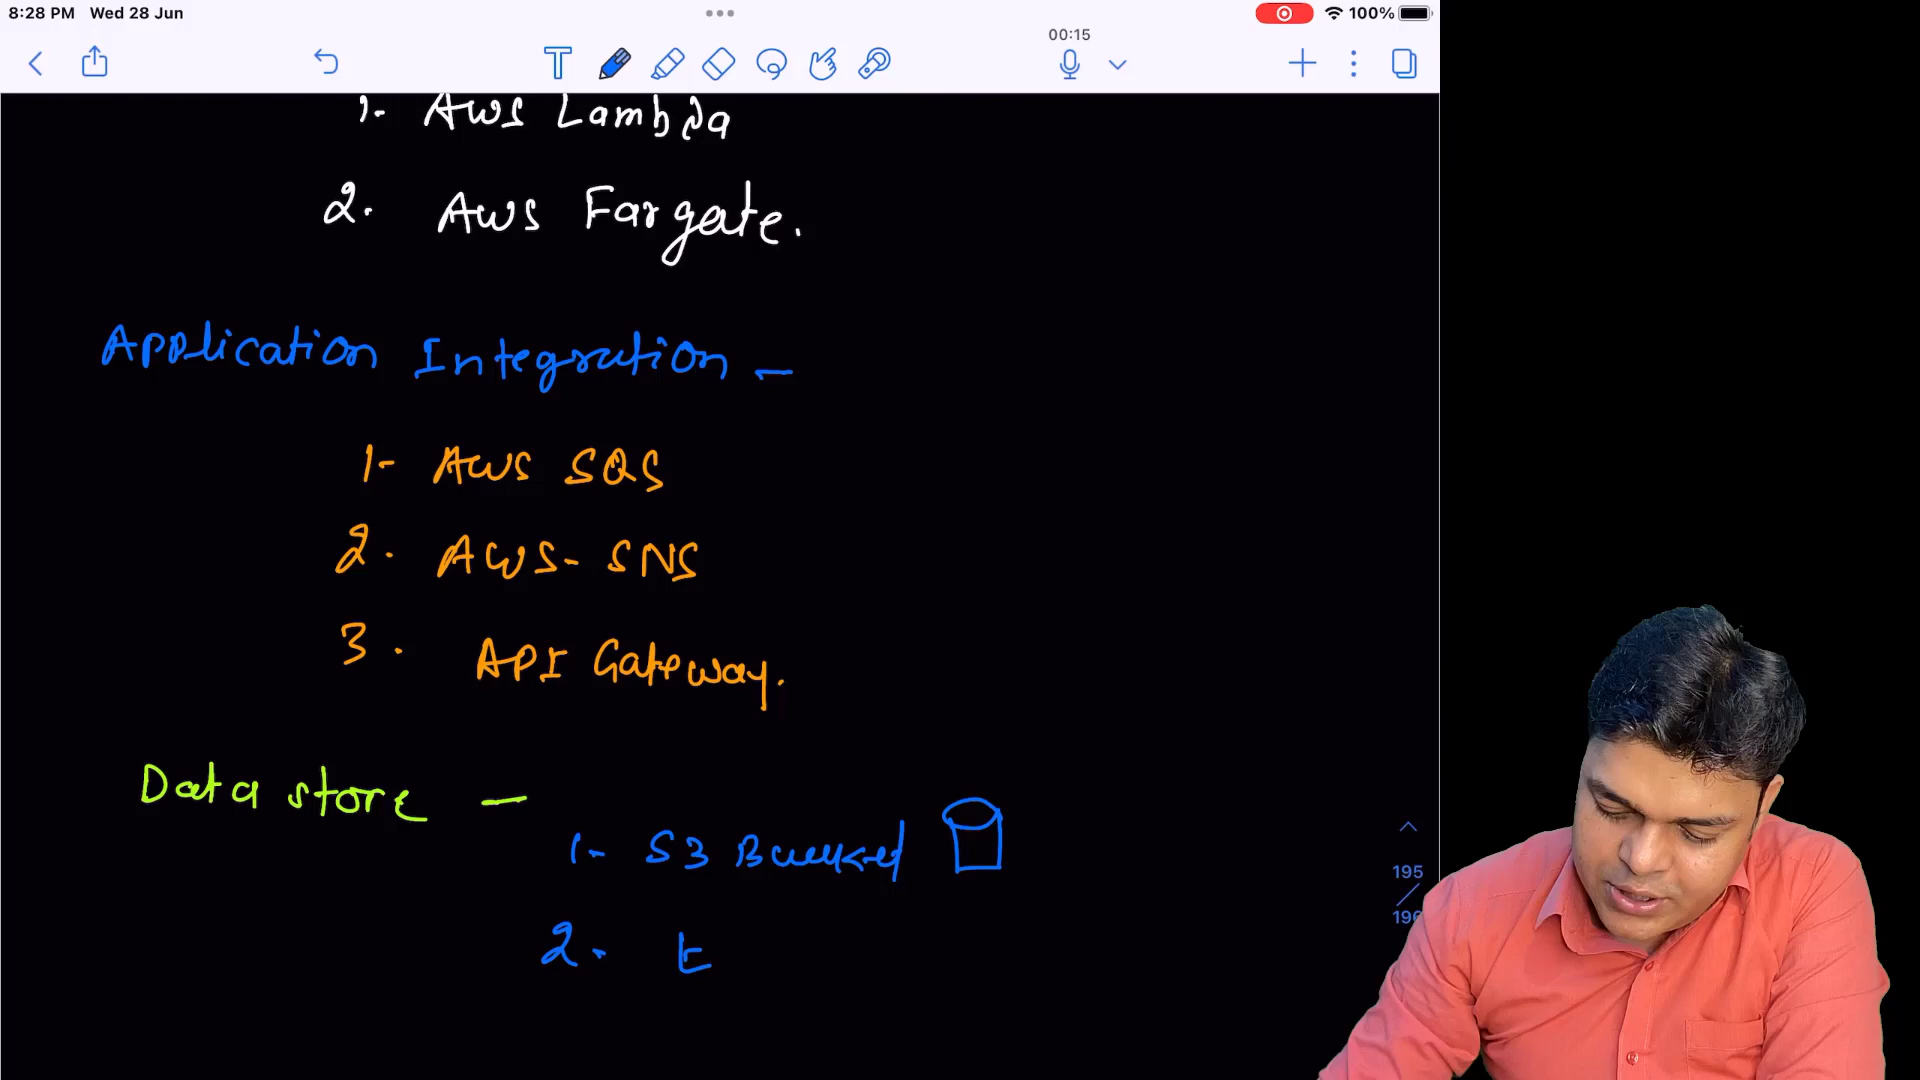 8:28 PM Wed 28 Jun
100%
00:15
T
1- AWS Lambda
2. AWS Fargate.
Application Integration -
1- AWS SQS
2. AWS- SNS
3. API Gateway.
Data store -
1- S3 Bucket
2. E
195
196